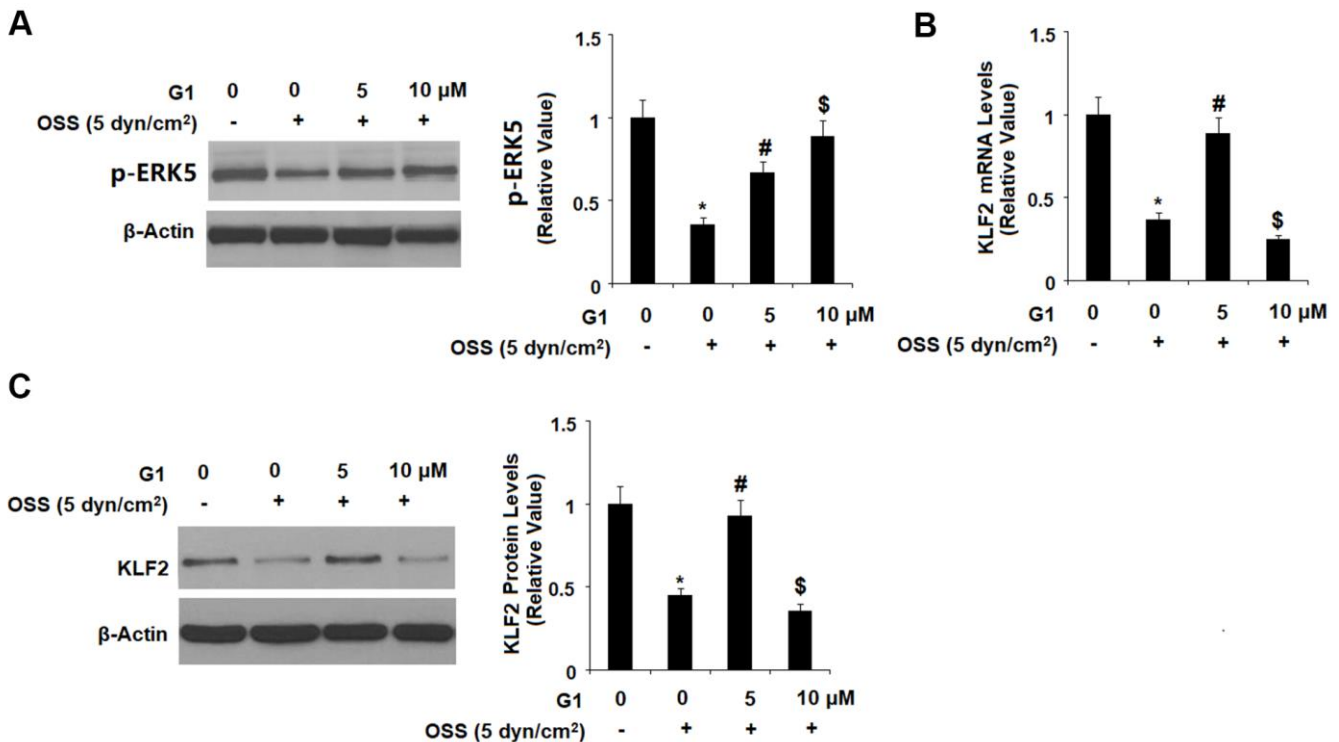 A
G1 0 0 5 10 µM
OSS (5 dyn/cm²) - + + +
p-ERK5
β-Actin
p-ERK5
(Relative Value)
1.5
1
0.5
0
* # $
G1 0 0 5 10 µM
OSS (5 dyn/cm²) - + + +
B
KLF2 mRNA Levels
(Relative Value)
1.5
1
0.5
0
* # $
G1 0 0 5 10 µM
OSS (5 dyn/cm²) - + + +
C
G1 0 0 5 10 µM
OSS (5 dyn/cm²) - + + +
KLF2
β-Actin
KLF2 Protein Levels
(Relative Value)
1.5
1
0.5
0
* # $
G1 0 0 5 10 µM
OSS (5 dyn/cm²) - + + +